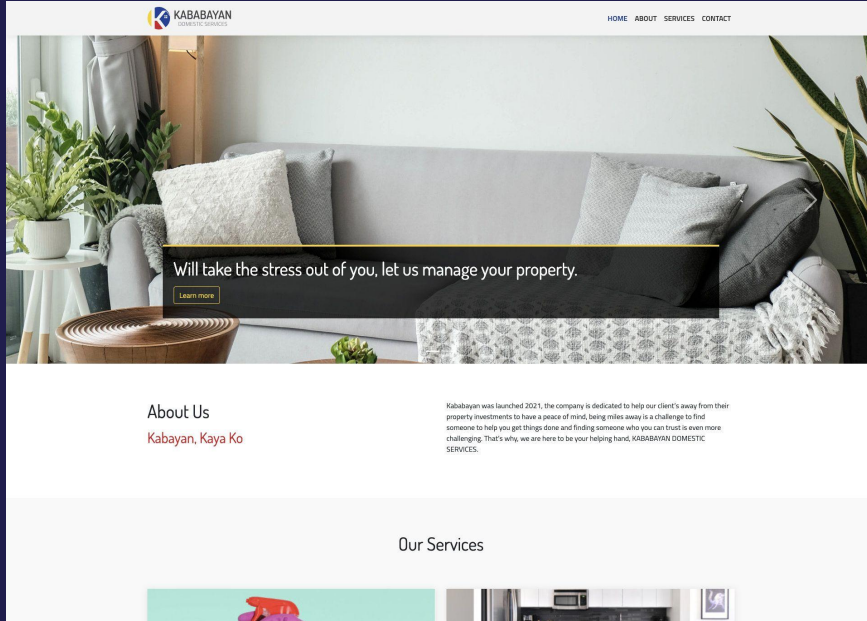 KABABAYAN
DOMESTIC SERVICES
HOME ABOUT SERVICES CONTACT
Will take the stress out of you, let us manage your property.
Learn more
About Us
Kabayan, Kaya Ko
Kababayan was launched 2021, the company is dedicated to help our client's away from their
property investments to have a peace of mind, being miles away is a challenge to find
someone to help you get things done and finding someone who you can trust is even more
challenging. That's why, we are here to be your helping hand, KABABAYAN DOMESTIC
SERVICES.
Our Services